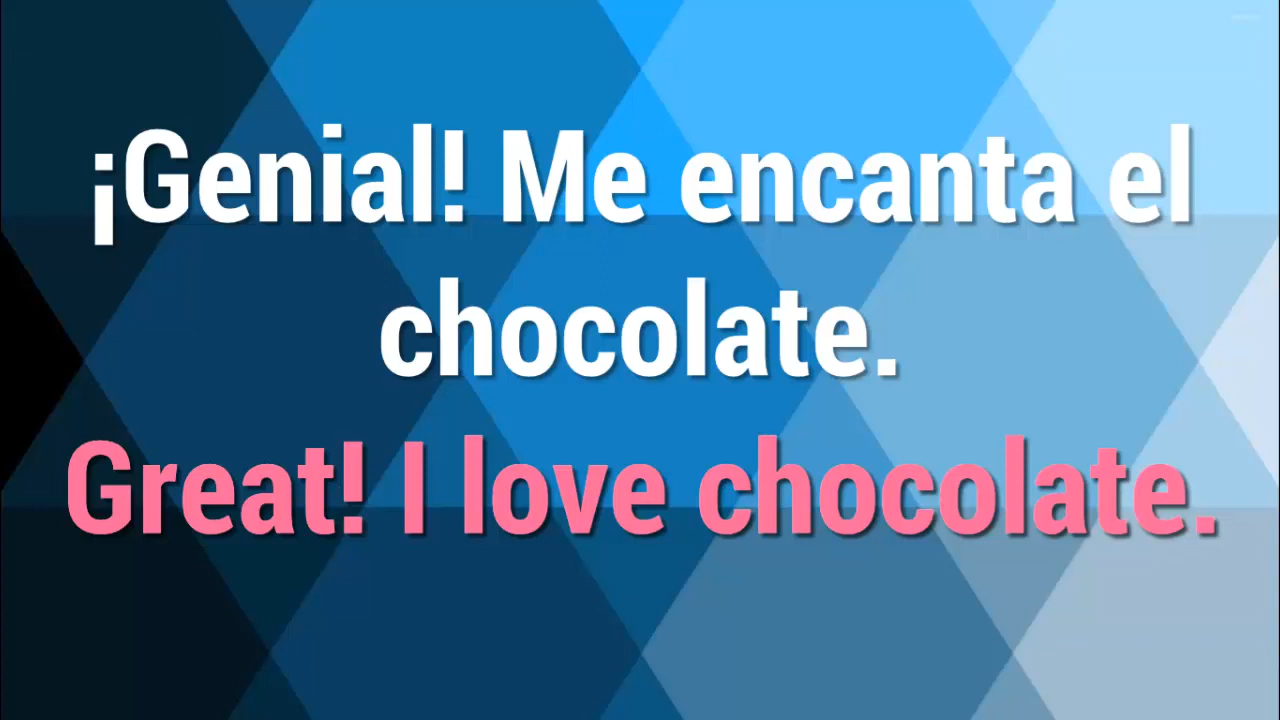 ¡Genial! Me encanta el
chocolate.
Great! I love chocolate.